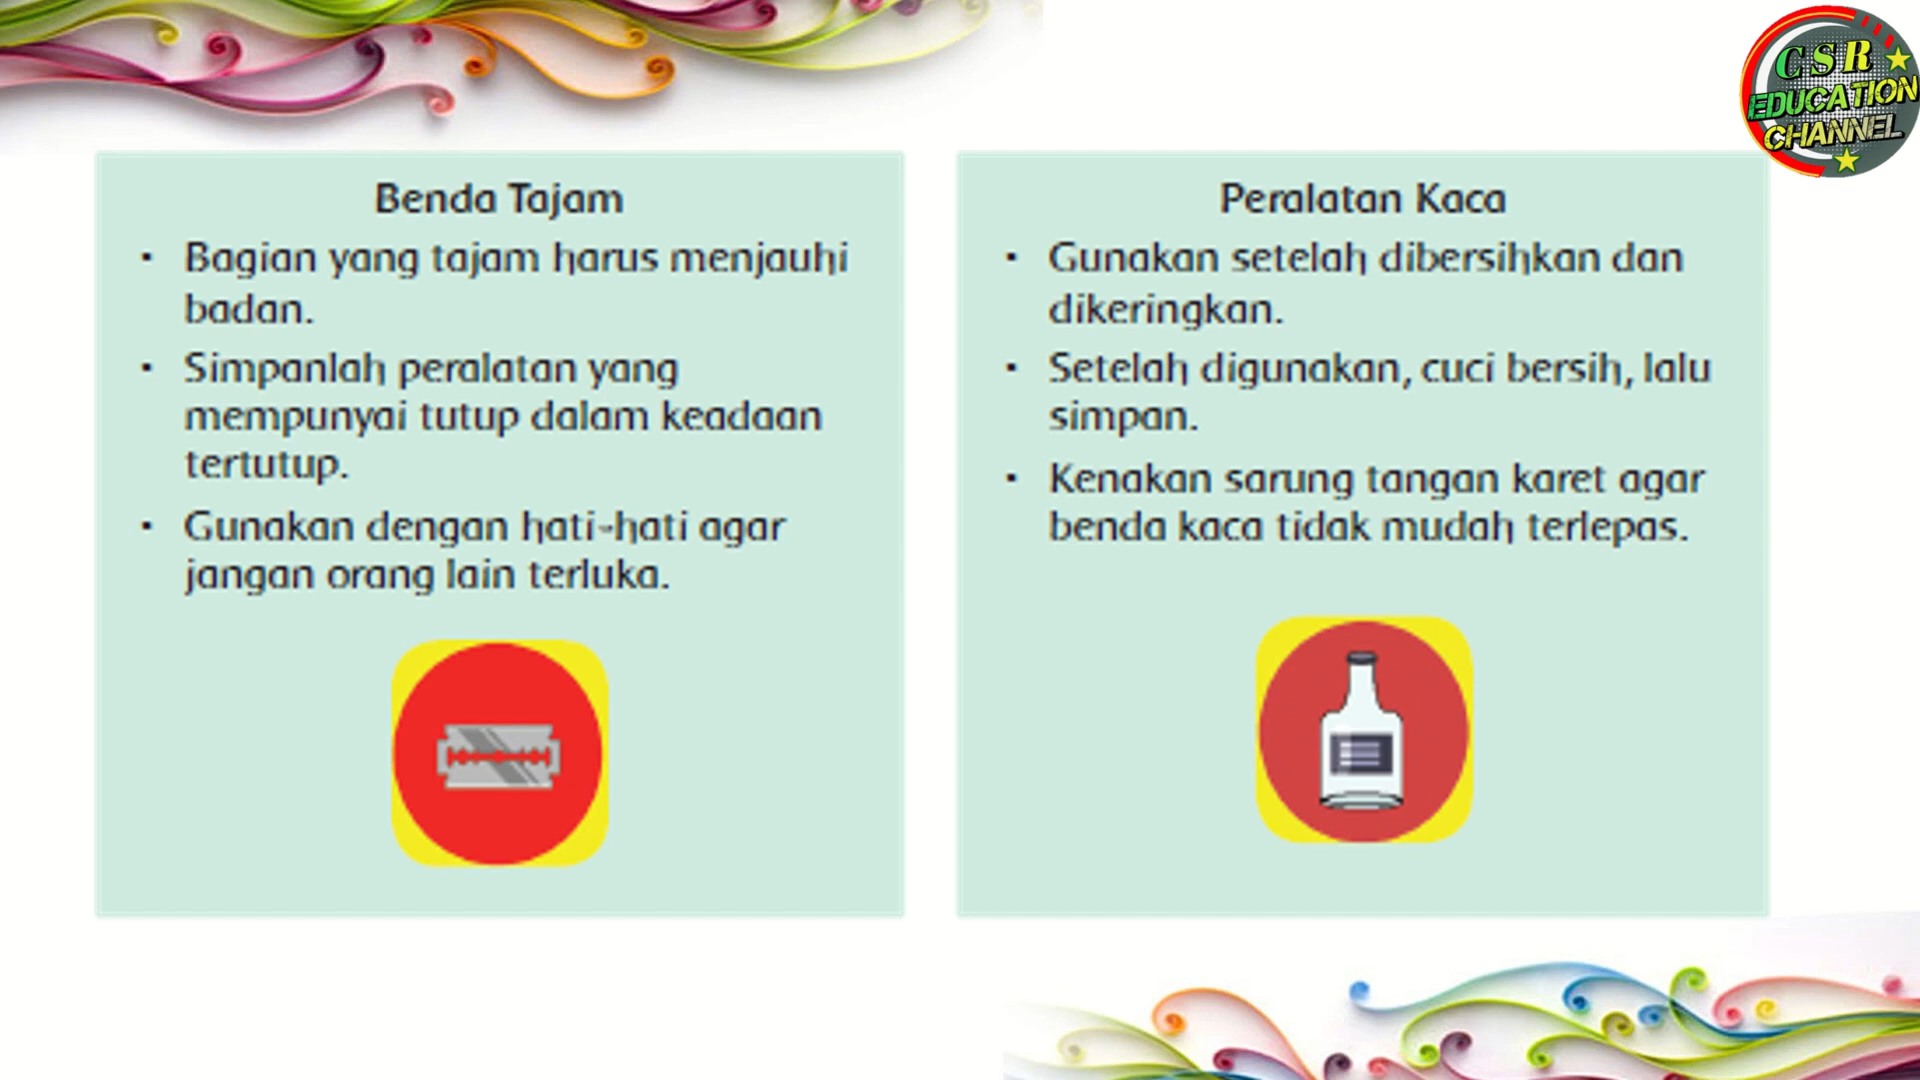 CSR
EDUCATION
CHANNEL
Benda Tajam
· Bagian yang tajam harus menjauhi
badan.
· Simpanlah peralatan yang
mempunyai tutup dalam keadaan
tertutup.
· Gunakan dengan hati-hati agar
jangan orang lain terluka.
Peralatan Kaca
· Gunakan setelah dibersihkan dan
dikeringkan.
· Setelah digunakan, cuci bersih, lalu
simpan.
· Kenakan sarung tangan karet agar
benda kaca tidak mudah terlepas.